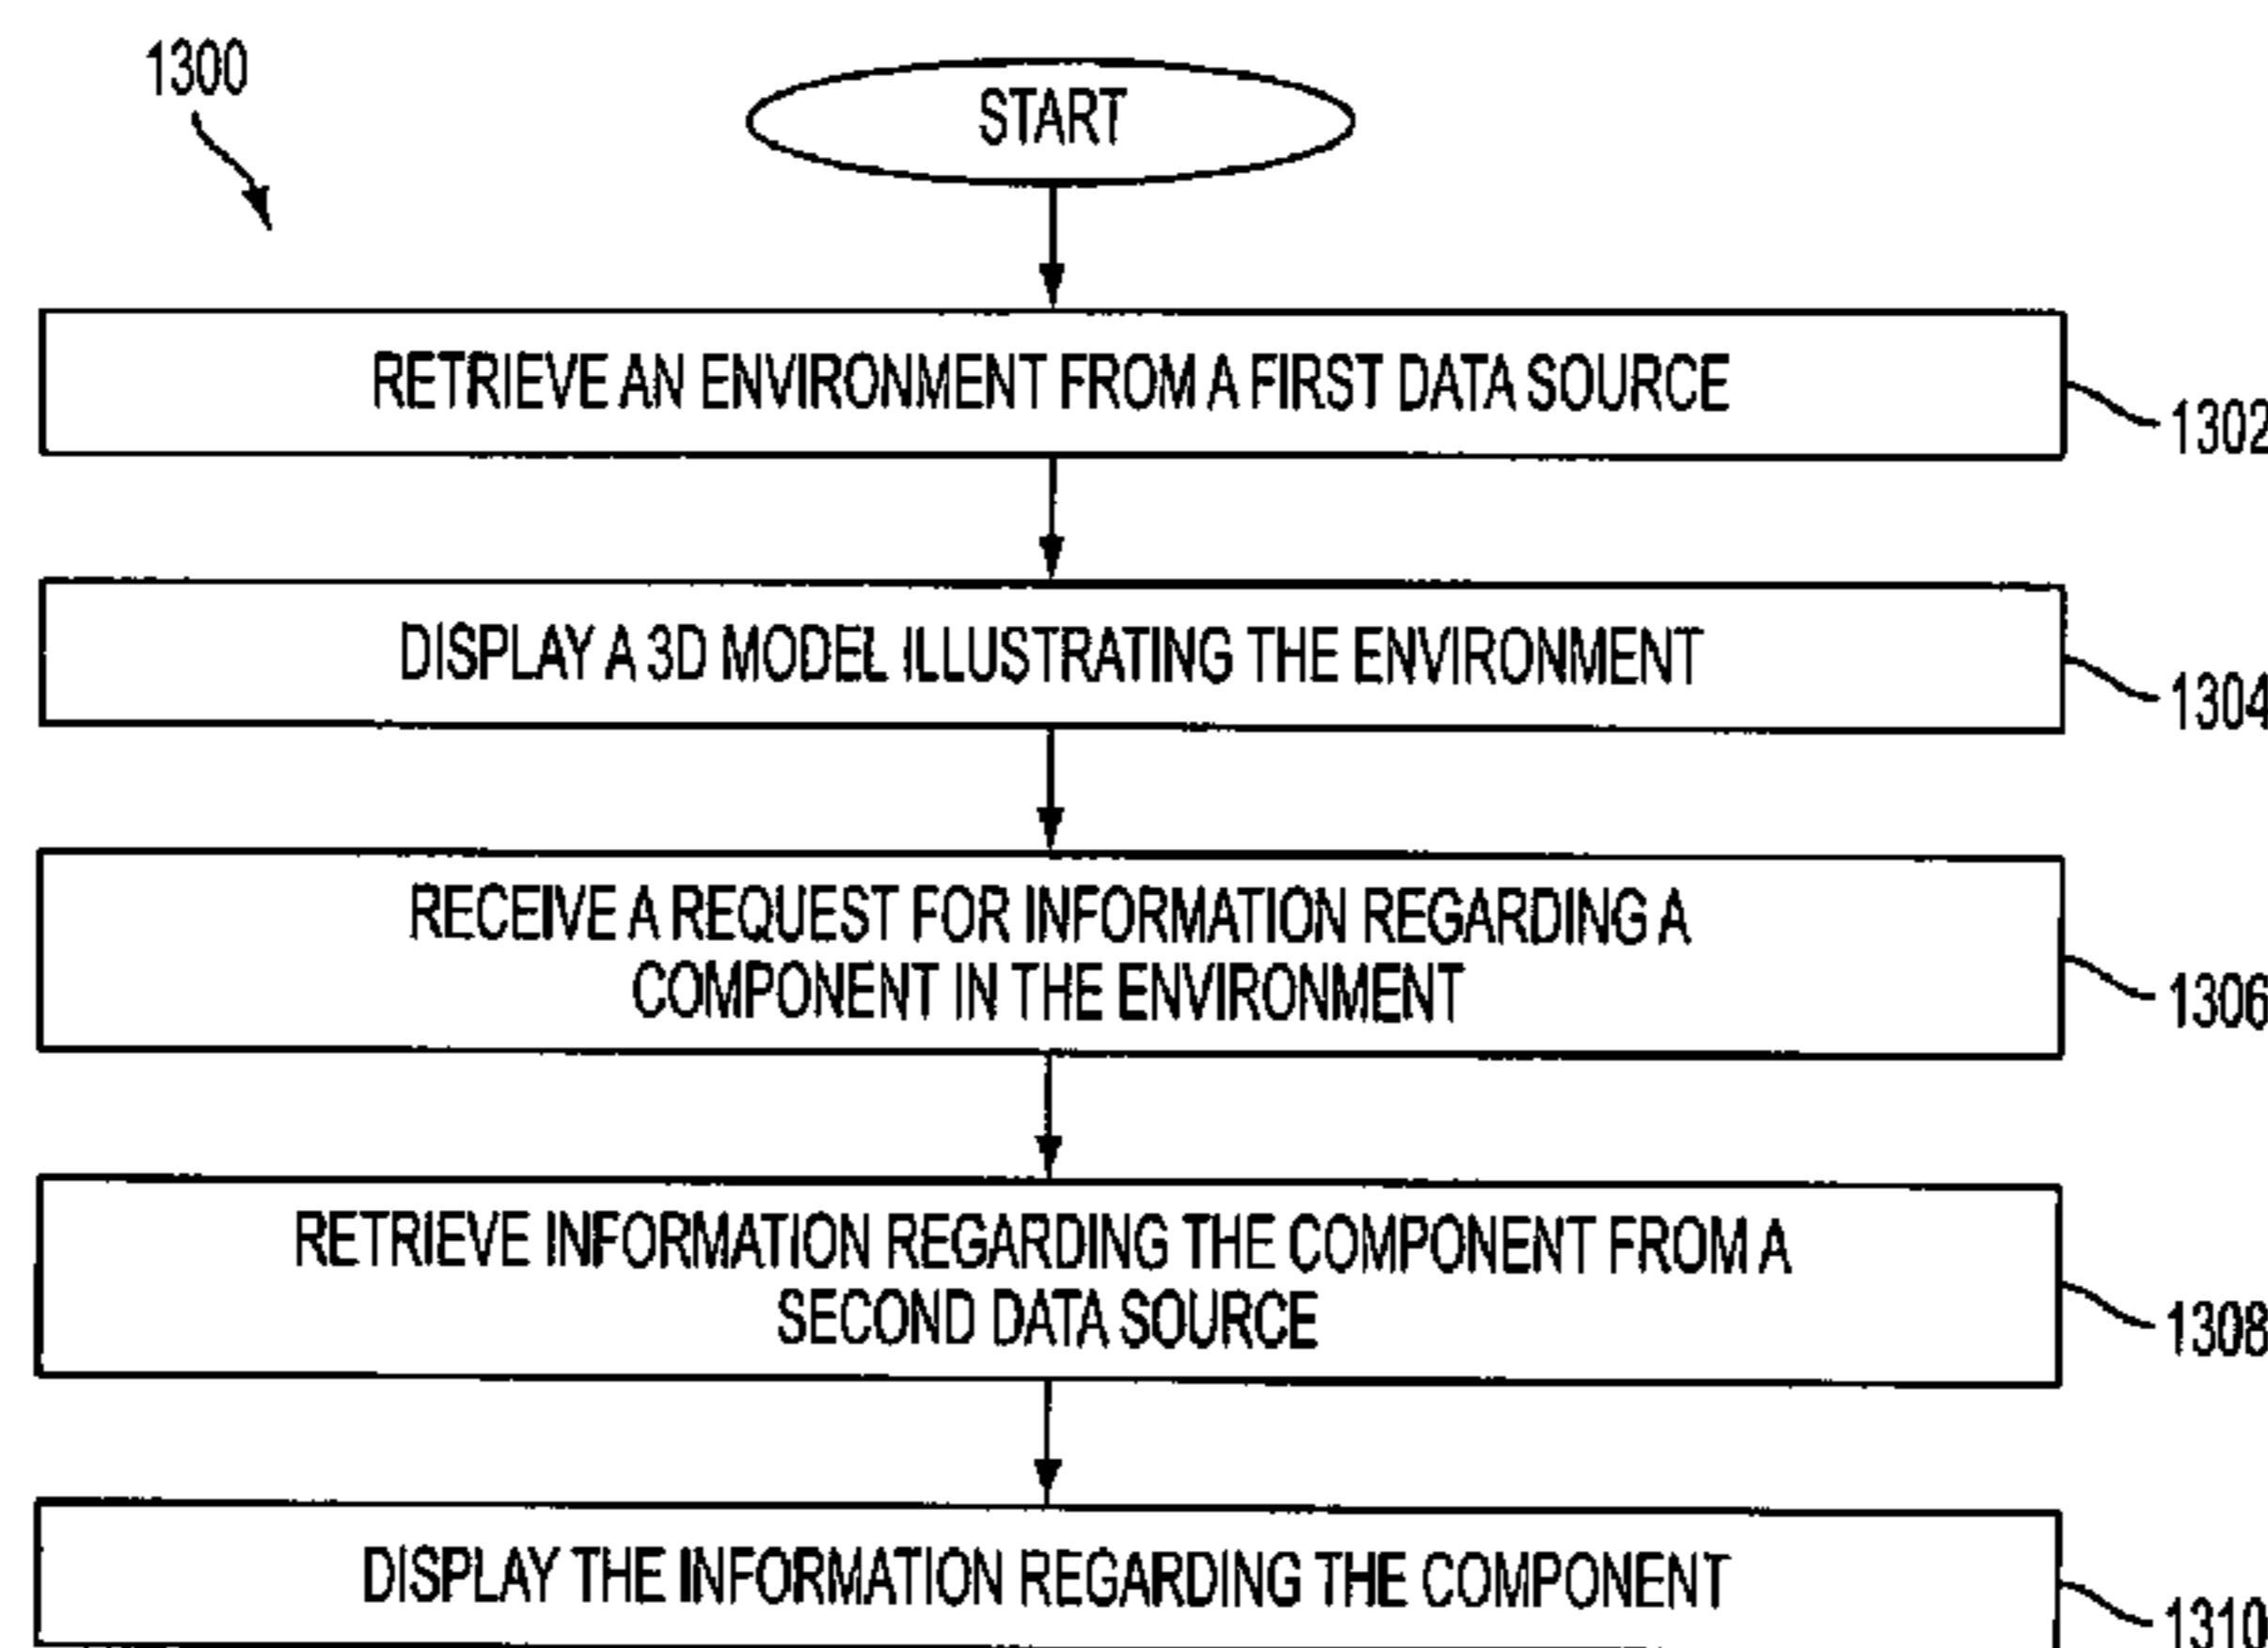 1300
START
RETRIEVE AN ENVIRONMENT FROM A FIRST DATA SOURCE
1302
DISPLAY A 3D MODEL ILLUSTRATING THE ENVIRONMENT
1304
RECEIVE A REQUEST FOR INFORMATION REGARDING A
COMPONENT IN THE ENVIRONMENT
1306
RETRIEVE INFORMATION REGARDING THE COMPONENT FROM A
SECOND DATA SOURCE
1308
DISPLAY THE INFORMATION REGARDING THE COMPONENT
1310